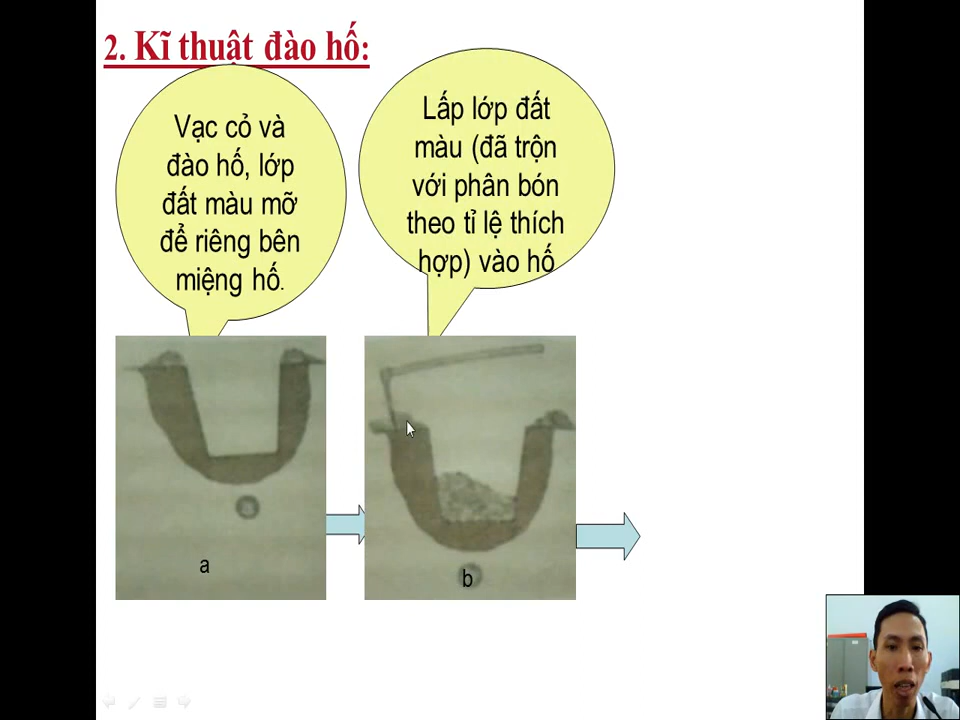 2. Kĩ thuật đào hố:
Vạc cỏ và
đào hố, lớp
đất màu mỡ
để riêng bên
miệng hố.
Lấp lớp đất
màu (đã trộn
với phân bón
theo tỉ lệ thích
hợp) vào hố
a
a
b